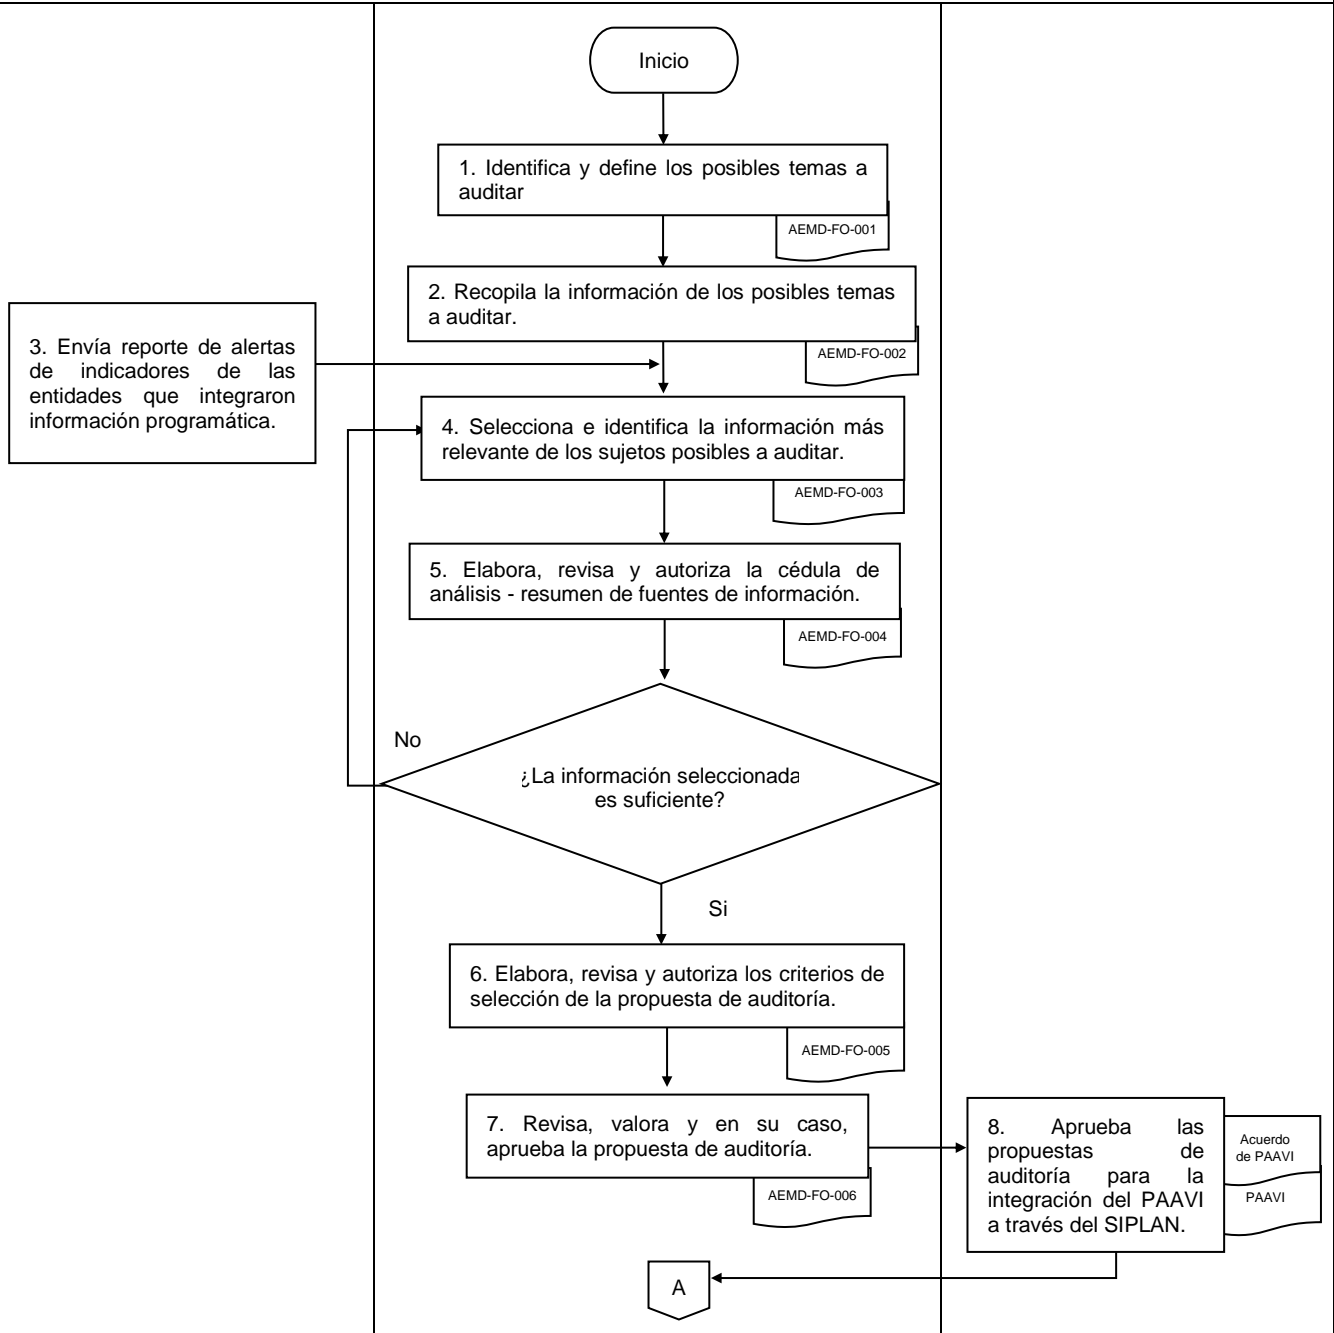 Inicio
1. Identifica y define los posibles temas a
auditar
AEMD-FO-001
2. Recopila la información de los posibles temas
a auditar.
AEMD-FO-002
3. Envía reporte de alertas
de indicadores de las
entidades que integraron
información programática.
4. Selecciona e identifica la información más
relevante de los sujetos posibles a auditar.
AEMD-FO-003
5. Elabora, revisa y autoriza la cédula de
análisis - resumen de fuentes de información.
AEMD-FO-004
No
¿La información seleccionada
es suficiente?
Si
6. Elabora, revisa y autoriza los criterios de
selección de la propuesta de auditoría.
AEMD-FO-005
7. Revisa, valora y en su caso,
aprueba la propuesta de auditoría.
AEMD-FO-006
8. Aprueba las
propuestas de
auditoría para la
integración del PAAVI
a través del SIPLAN.
Acuerdo
de PAAVI
PAAVI
A